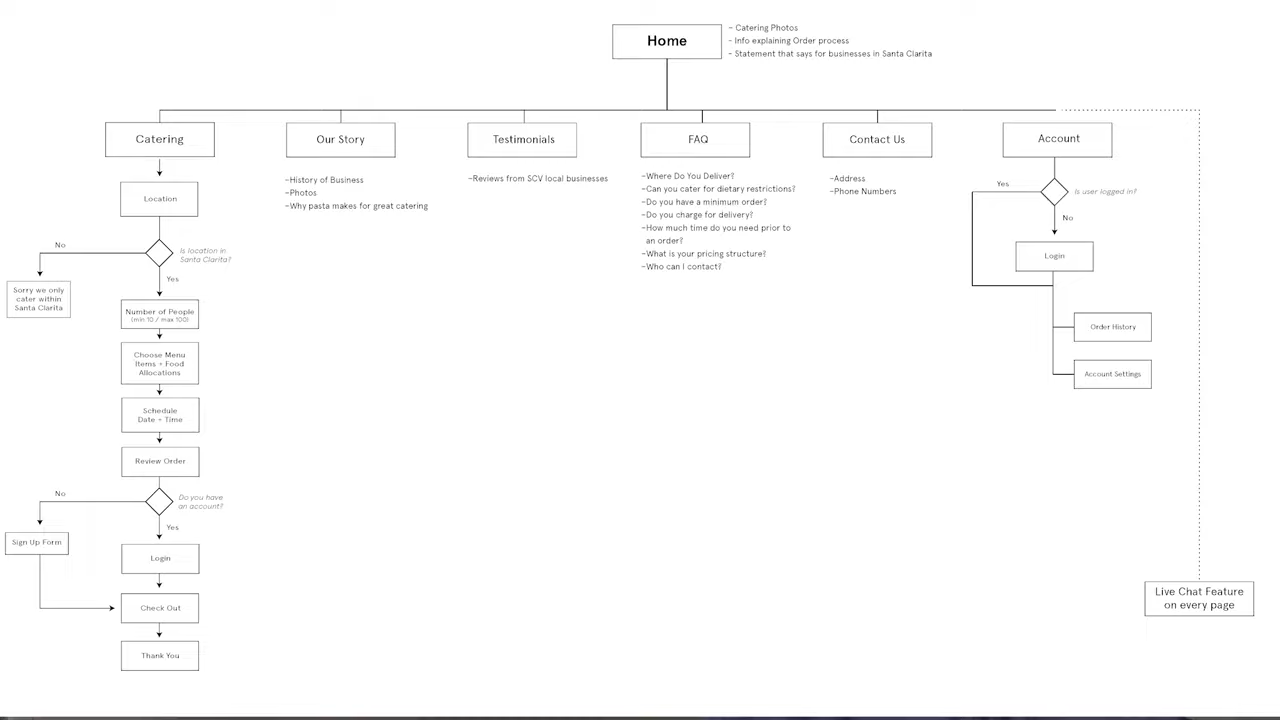 Home
- Catering Photos
- Info explaining Order process
- Statement that says for businesses in Santa Clarita
Catering
Our Story
Testimonials
FAQ
Contact Us
Account
Location
Is location in
Santa Clarita?
No
Yes
Sorry we only
cater within
Santa Clarita
Number of People
(min 10 / max 100)
Choose Menu
Items + Food
Allocations
Schedule
Date + Time
Review Order
Do you have
an account?
No
Yes
Sign Up Form
Login
Check Out
Thank You
-History of Business
-Photos
-Why pasta makes for great catering
-Reviews from SCV local businesses
-Where Do You Deliver?
-Can you cater for dietary restrictions?
-Do you have a minimum order?
-Do you charge for delivery?
-How much time do you need prior to
an order?
-What is your pricing structure?
-Who can I contact?
-Address
-Phone Numbers
Yes
Is user logged in?
No
Login
Order History
Account Settings
Live Chat Feature
on every page